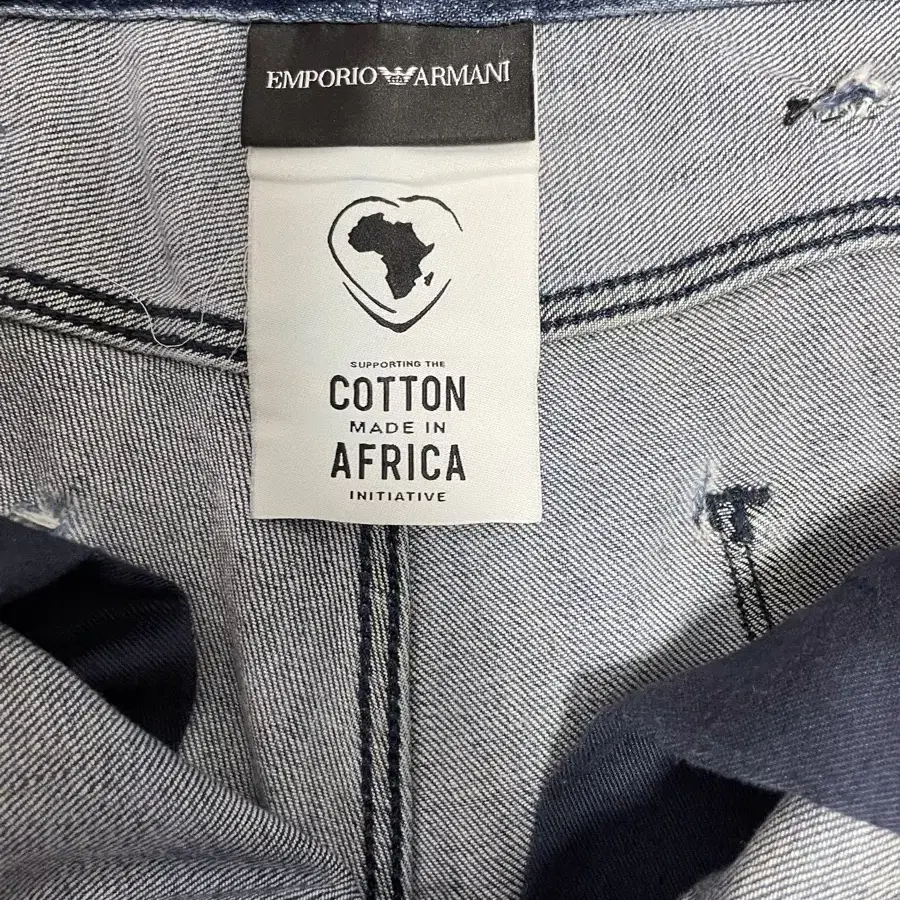 EMPORIO ARMANI
SUPPORTING THE
COTTON
MADE IN
AFRICA
INITIATIVE